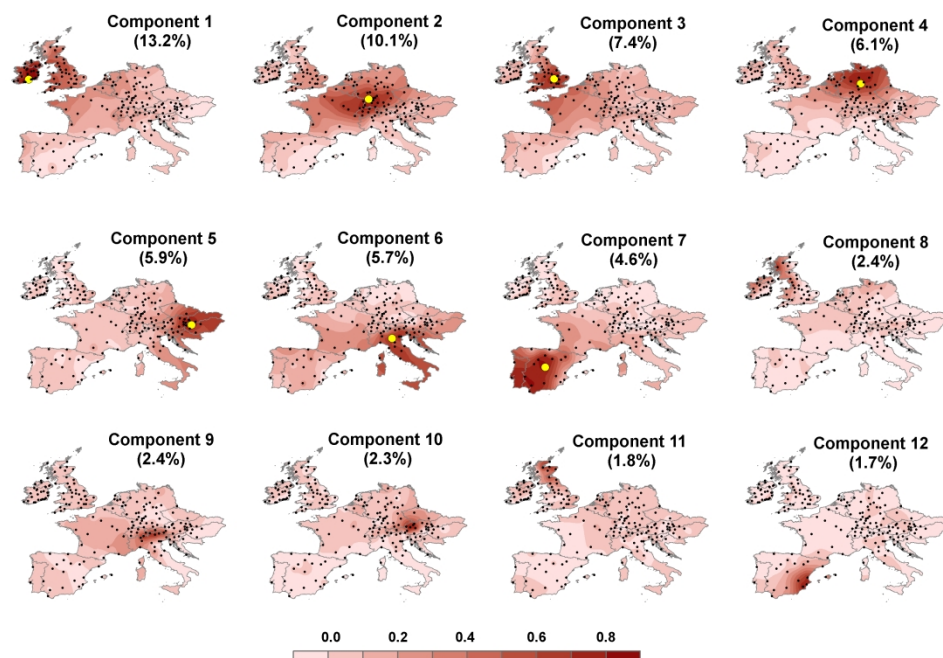 Component 1
(13.2%)
Component 2
(10.1%)
Component 3
(7.4%)
Component 4
(6.1%)
Component 5
(5.9%)
Component 6
(5.7%)
Component 7
(4.6%)
Component 8
(2.4%)
Component 9
(2.4%)
Component 10
(2.3%)
Component 11
(1.8%)
Component 12
(1.7%)
0.0 0.2 0.4 0.6 0.8